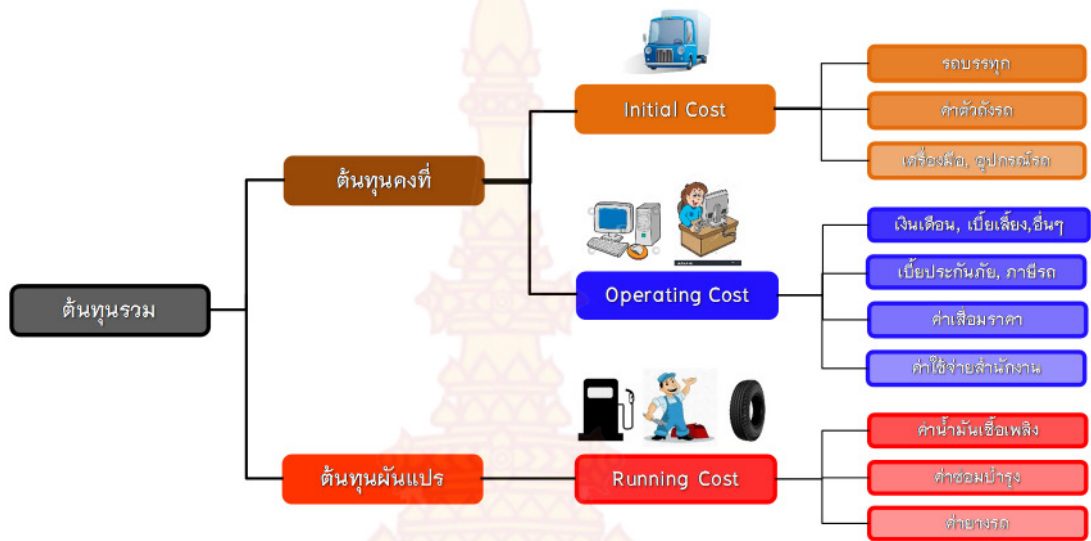 ต้นทุนรวม
ต้นทุนคงที่
Initial Cost
รถบรรทุก
ค่าตัวถังรถ
เครื่องมือ, อุปกรณ์รถ
Operating Cost
เงินเดือน, เบี้ยเลี้ยง,อื่นๆ
เบี้ยประกันภัย, ภาษีรถ
ค่าเสื่อมราคา
ค่าใช้จ่ายสำนักงาน
ต้นทุนผันแปร
Running Cost
ค่าน้ำมันเชื้อเพลิง
ค่าซ่อมบำรุง
ค่ายางรถ